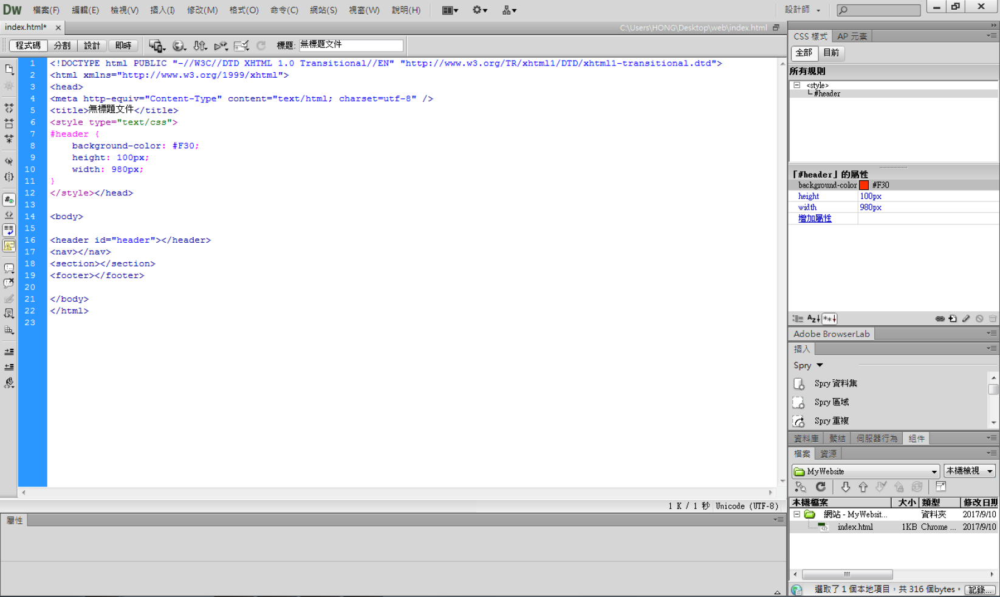 Dw 檔案(F) 編輯(E) 檢視(V) 插入(I) 修改(M) 格式(O) 命令(C) 網站(S) 視窗(W) 說明(H) 設計師
index.html* C:\Users\HONG\Desktop\web\index.html
程式碼 分割 設計 即時 標題: 無標題文件
1 <!DOCTYPE html PUBLIC "-//W3C//DTD XHTML 1.0 Transitional//EN" "http://www.w3.org/TR/xhtml1/DTD/xhtml1-transitional.dtd">
2 <html xmlns="http://www.w3.org/1999/xhtml">
3 <head>
4 <meta http-equiv="Content-Type" content="text/html; charset=utf-8" />
5 <title>無標題文件</title>
6 <style type="text/css">
7 #header {
8 background-color: #F30;
9 height: 100px;
10 width: 980px;
11 }
12 </style></head>
13
14 <body>
15
16 <header id="header"></header>
17 <nav></nav>
18 <section></section>
19 <footer></footer>
20
21 </body>
22 </html>
23
1 K / 1 秒 Unicode (UTF-8)
屬性
CSS 樣式 AP 元素
全部 目前
所有規則
<style>
#header
「#header」的屬性
background-color #F30
height 100px
width 980px
增加屬性
Adobe BrowserLab
插入
Spry
Spry 資料集
Spry 區域
Spry 重複
資料庫 繫結 伺服器行為 組件
檔案 資源
MyWebsite 本機檢視
本機檔案 大小 類型 修改日期
網站 - MyWebsit... 資料夾 2017/9/10
index.html 1KB Chrome ... 2017/9/10
選取了 1 個本地項目，共 316 個bytes。 記錄...